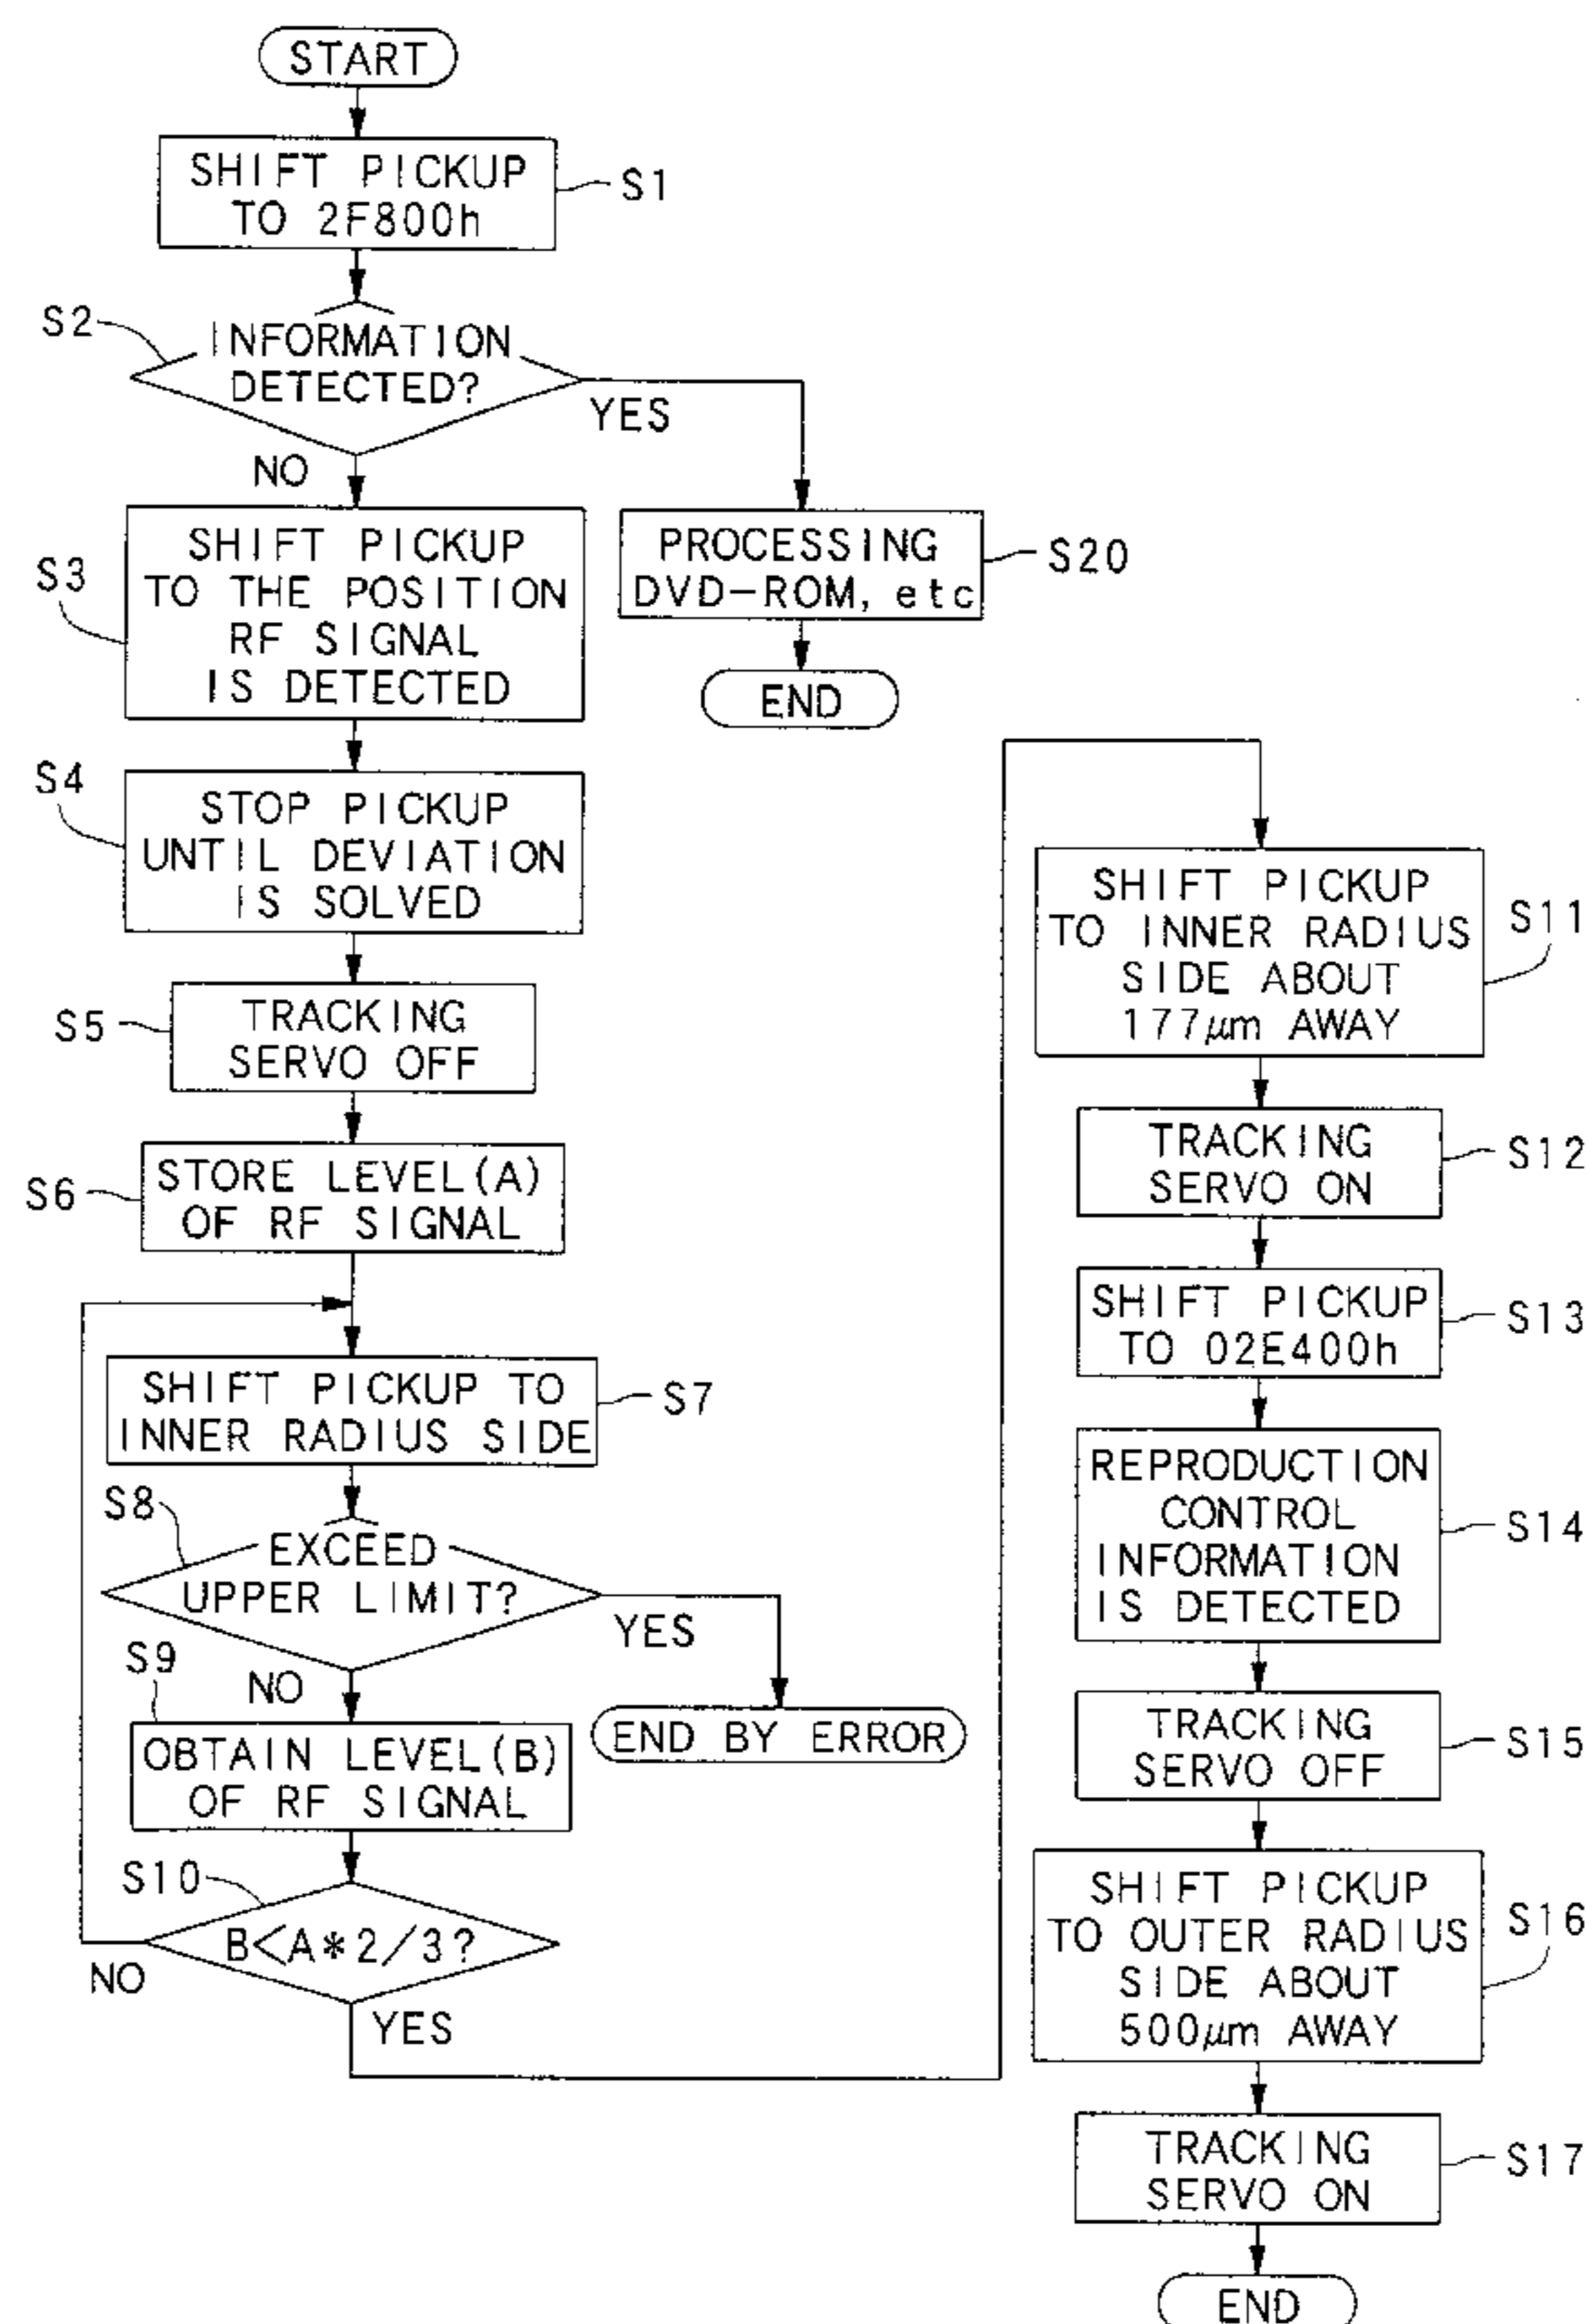 START
SHIFT PICKUP
TO 2F800h
S1
S2
INFORMATION
DETECTED?
YES
NO
SHIFT PICKUP
TO THE POSITION
RF SIGNAL
IS DETECTED
S3
PROCESSING
DVD-ROM, etc
S20
END
S4
STOP PICKUP
UNTIL DEVIATION
IS SOLVED
S5
TRACKING
SERVO OFF
S6
STORE LEVEL(A)
OF RF SIGNAL
SHIFT PICKUP TO
INNER RADIUS SIDE
S7
S8
EXCEED
UPPER LIMIT?
YES
NO
END BY ERROR
S9
OBTAIN LEVEL(B)
OF RF SIGNAL
S10
B<A*2/3?
NO
YES
SHIFT PICKUP
TO INNER RADIUS
SIDE ABOUT
177μm AWAY
S11
TRACKING
SERVO ON
S12
SHIFT PICKUP
TO 02E400h
S13
REPRODUCTION
CONTROL
INFORMATION
IS DETECTED
S14
TRACKING
SERVO OFF
S15
SHIFT PICKUP
TO OUTER RADIUS
SIDE ABOUT
500μm AWAY
S16
TRACKING
SERVO ON
S17
END